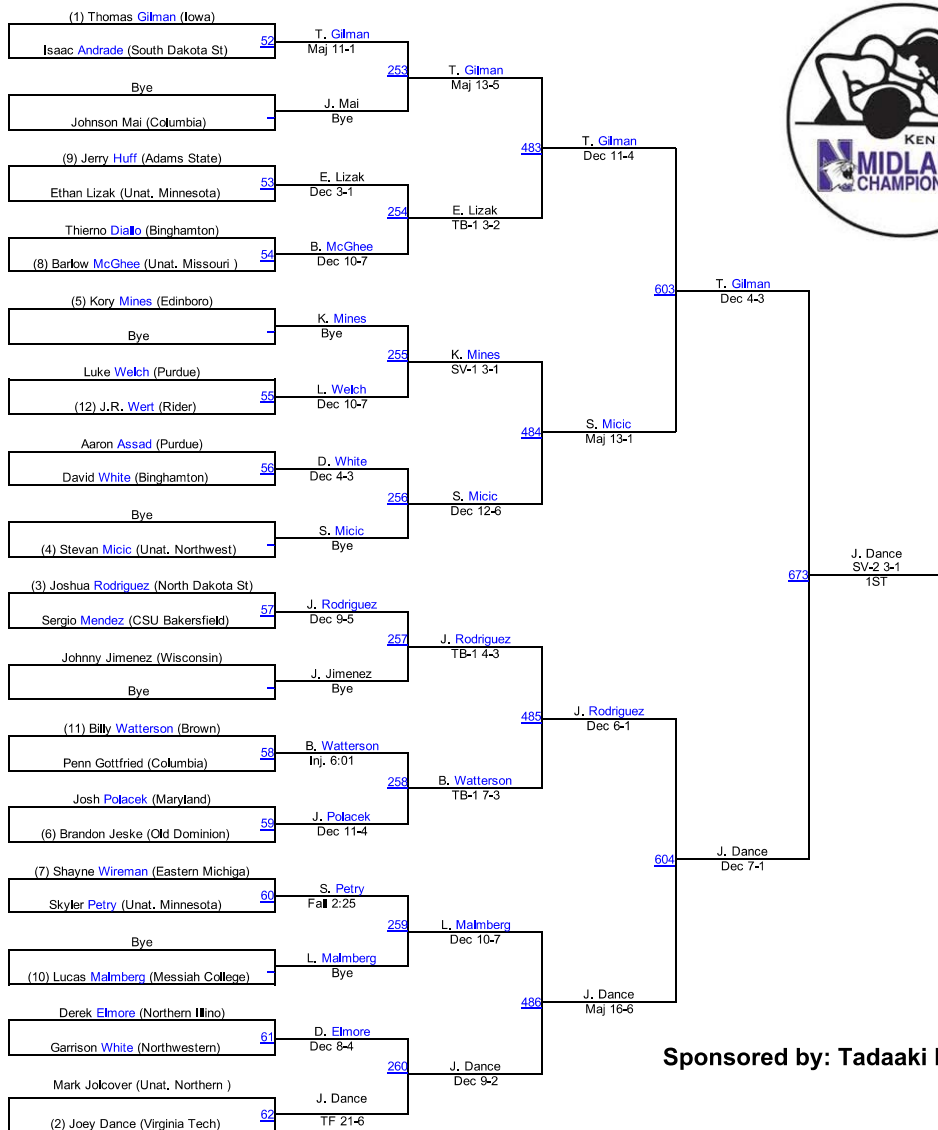 (1) Thomas Gilman (Iowa)
52
Isaac Andrade (South Dakota St)
T. Gilman
Maj 11-1
253
Bye
Johnson Mai (Columbia)
J. Mai
Bye
T. Gilman
Maj 13-5
483
(9) Jerry Huff (Adams State)
53
Ethan Lizak (Unat. Minnesota)
E. Lizak
Dec 3-1
254
Thierno Diallo (Binghamton)
54
(8) Barlow McGhee (Unat. Missouri )
B. McGhee
Dec 10-7
E. Lizak
TB-1 3-2
T. Gilman
Dec 11-4
603
(5) Kory Mines (Edinboro)
Bye
K. Mines
Bye
255
Luke Welch (Purdue)
55
(12) J.R. Wert (Rider)
L. Welch
Dec 10-7
K. Mines
SV-1 3-1
484
Aaron Assad (Purdue)
56
David White (Binghamton)
D. White
Dec 4-3
256
Bye
(4) Stevan Micic (Unat. Northwest)
S. Micic
Bye
S. Micic
Dec 12-6
S. Micic
Maj 13-1
T. Gilman
Dec 4-3
673
(3) Joshua Rodriguez (North Dakota St)
57
Sergio Mendez (CSU Bakersfield)
J. Rodriguez
Dec 9-5
257
Johnny Jimenez (Wisconsin)
Bye
J. Jimenez
Bye
J. Rodriguez
TB-1 4-3
485
(11) Billy Watterson (Brown)
58
Penn Gottfried (Columbia)
B. Watterson
Inj. 6:01
258
Josh Polacek (Maryland)
59
(6) Brandon Jeske (Old Dominion)
J. Polacek
Dec 11-4
B. Watterson
TB-1 7-3
J. Rodriguez
Dec 6-1
604
(7) Shayne Wireman (Eastern Michiga)
60
Skyler Petry (Unat. Minnesota)
S. Petry
Fall 2:25
259
Bye
(10) Lucas Malmberg (Messiah College)
L. Malmberg
Bye
L. Malmberg
Dec 10-7
486
Derek Elmore (Northern Illino)
61
Garrison White (Northwestern)
D. Elmore
Dec 8-4
260
Mark Jolcover (Unat. Northern )
62
(2) Joey Dance (Virginia Tech)
J. Dance
TF 21-6
J. Dance
Dec 9-2
J. Dance
Maj 16-6
J. Dance
Dec 7-1
J. Dance
SV-2 3-1
1ST
KEN
N MIDLA
CHAMPION
Sponsored by: Tadaaki